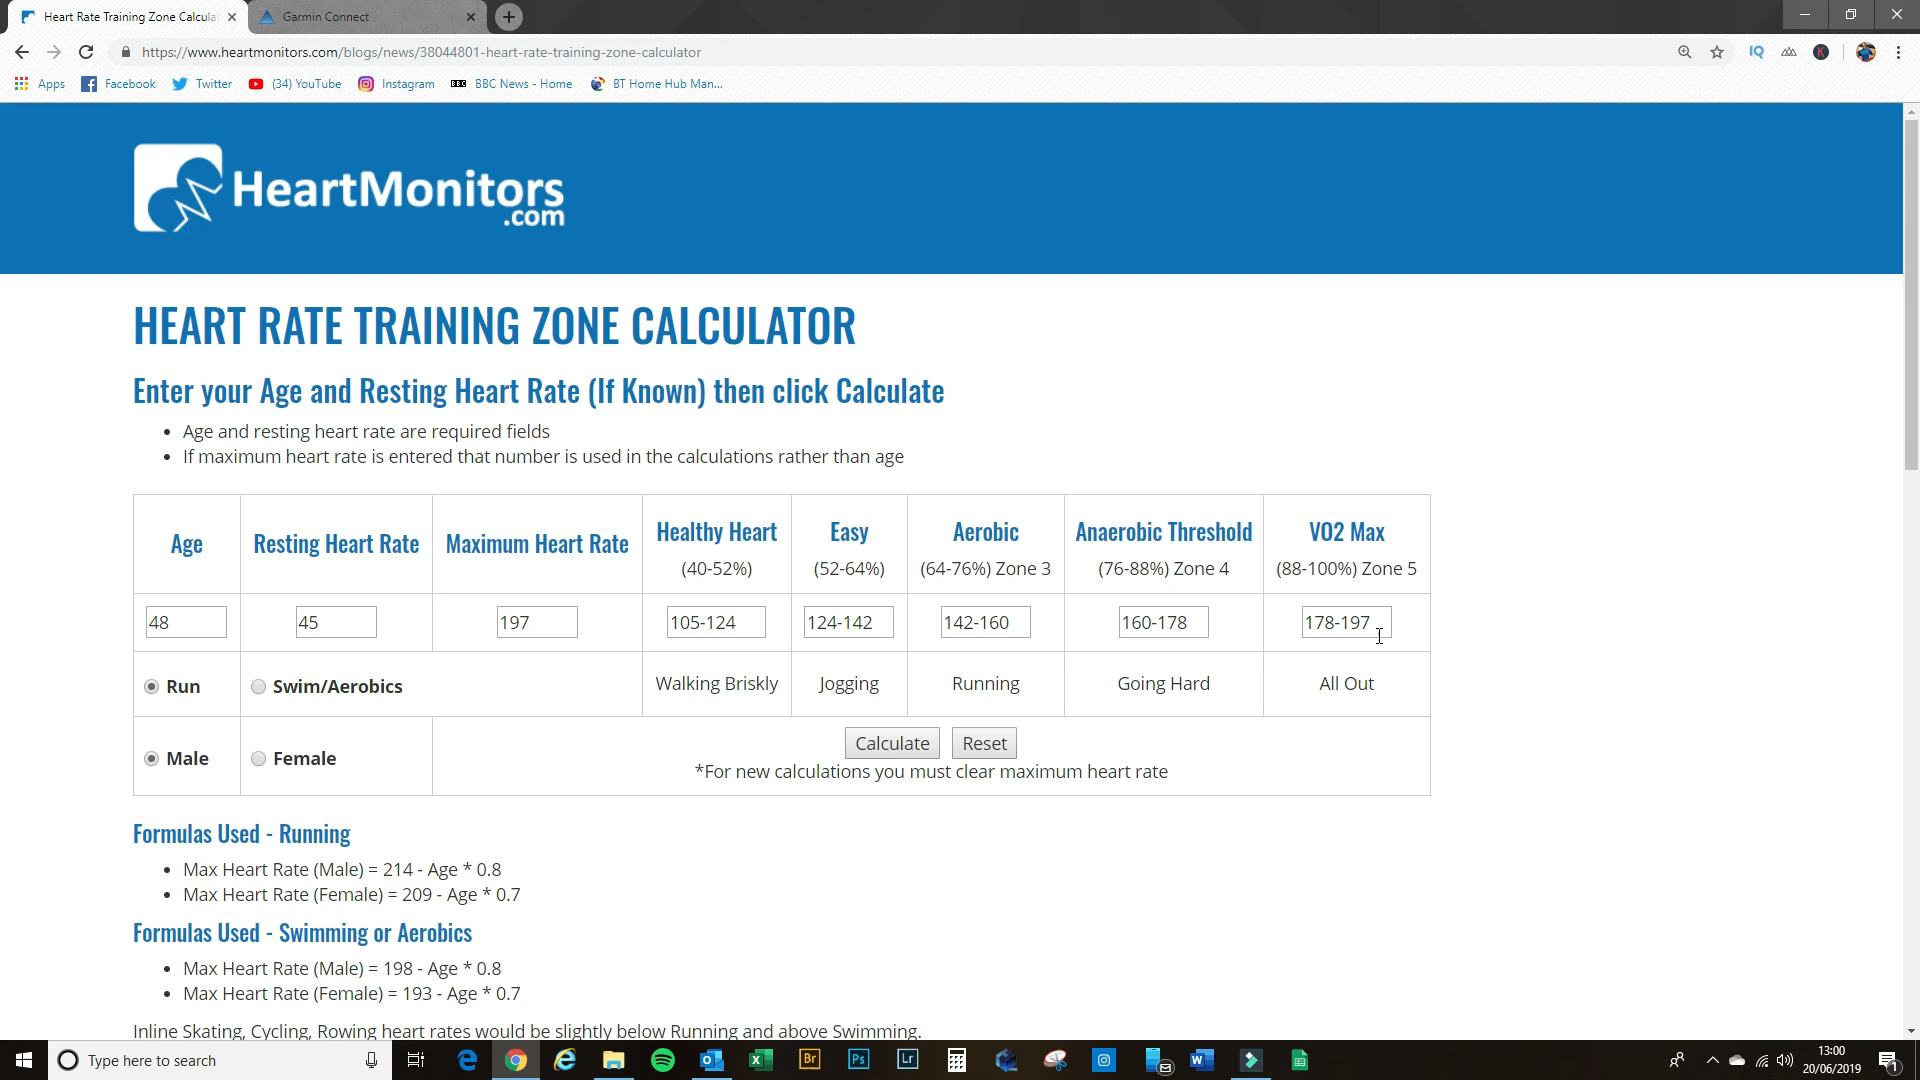 Heart Rate Training Zone Calcula
Garmin Connect
https://www.heartmonitors.com/blogs/news/38044801-heart-rate-training-zone-calculator
IQ
K
Apps
Facebook
Twitter
(34) YouTube
Instagram
BBC
BBC News - Home
BT Home Hub Man...
HeartMonitors
.com
HEART RATE TRAINING ZONE CALCULATOR
Enter your Age and Resting Heart Rate (If Known) then click Calculate
• Age and resting heart rate are required fields
• If maximum heart rate is entered that number is used in the calculations rather than age
Age
Resting Heart Rate
Maximum Heart Rate
Healthy Heart
(40-52%)
Easy
(52-64%)
Aerobic
(64-76%) Zone 3
Anaerobic Threshold
(76-88%) Zone 4
VO2 Max
(88-100%) Zone 5
48
45
197
105-124
124-142
142-160
160-178
178-197
Run
Swim/Aerobics
Walking Briskly
Jogging
Running
Going Hard
All Out
Male
Female
Calculate
Reset
*For new calculations you must clear maximum heart rate
Formulas Used - Running
• Max Heart Rate (Male) = 214 - Age * 0.8
• Max Heart Rate (Female) = 209 - Age * 0.7
Formulas Used - Swimming or Aerobics
• Max Heart Rate (Male) = 198 - Age * 0.8
• Max Heart Rate (Female) = 193 - Age * 0.7
Inline Skating, Cycling, Rowing heart rates would be slightly below Running and above Swimming.
Type here to search
Br
Ps
Lr
13:00
20/06/2019
1